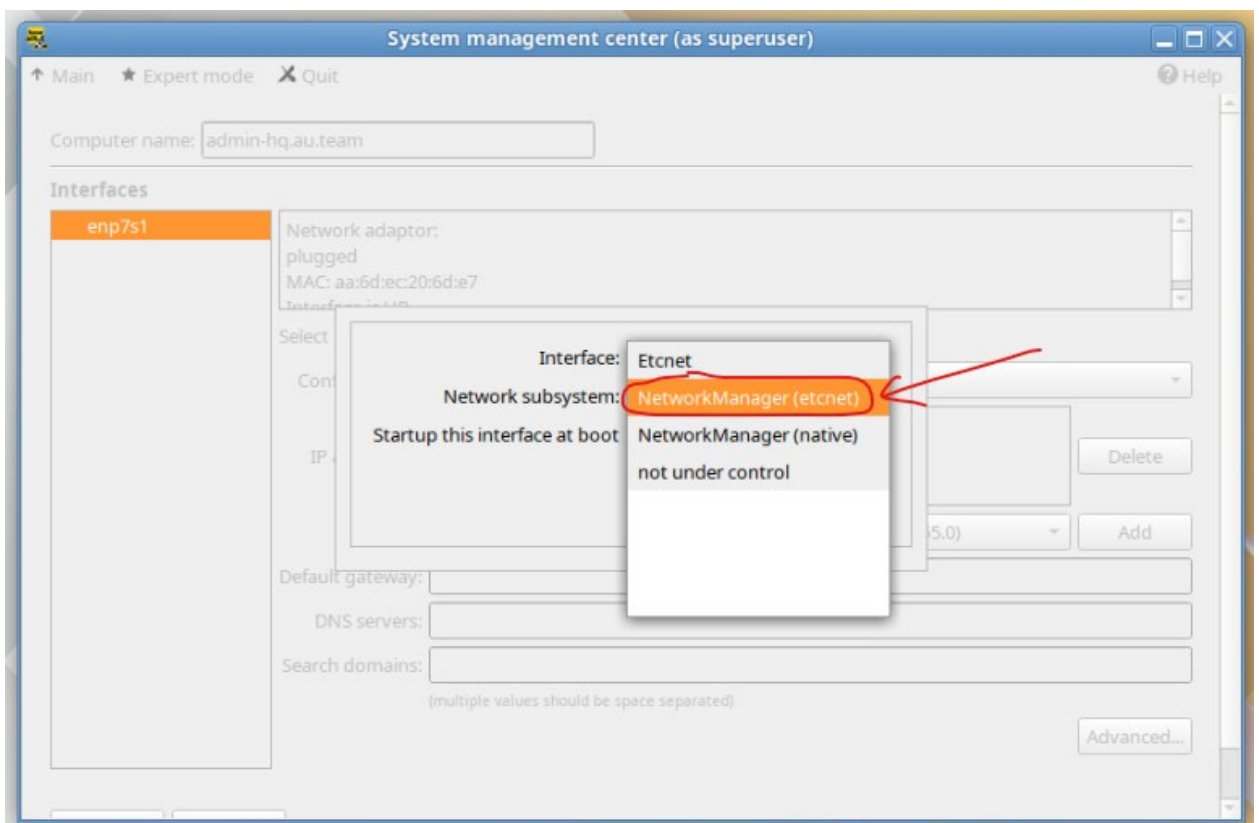 System management center (as superuser)
Main Expert mode Quit Help
Computer name: admin-hq.au.team
Interfaces
enp7s1
Network adaptor:
plugged
MAC: aa:6d:ec:20:6d:e7
Select
Interface: Etcnet
Network subsystem: NetworkManager (etcnet)
Startup this interface at boot NetworkManager (native)
not under control
IP
Delete
Add
Default gateway:
DNS servers:
Search domains:
(multiple values should be space separated)
Advanced...